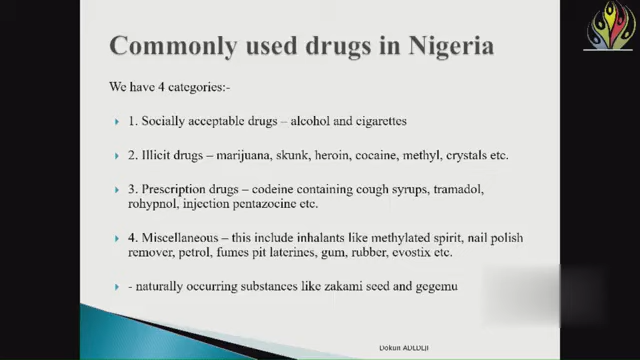 Commonly used drugs in Nigeria
We have 4 categories:-
1. Socially acceptable drugs – alcohol and cigarettes
2. Illicit drugs – marijuana, skunk, heroin, cocaine, methyl, crystals etc.
3. Prescription drugs – codeine containing cough syrups, tramadol,
rohypnol, injection pentazocine etc.
4. Miscellaneous – this include inhalants like methylated spirit, nail polish
remover, petrol, fumes pit laterines, gum, rubber, evostix etc.
- naturally occurring substances like zakami seed and gegemu
Dokun ADEDEJI